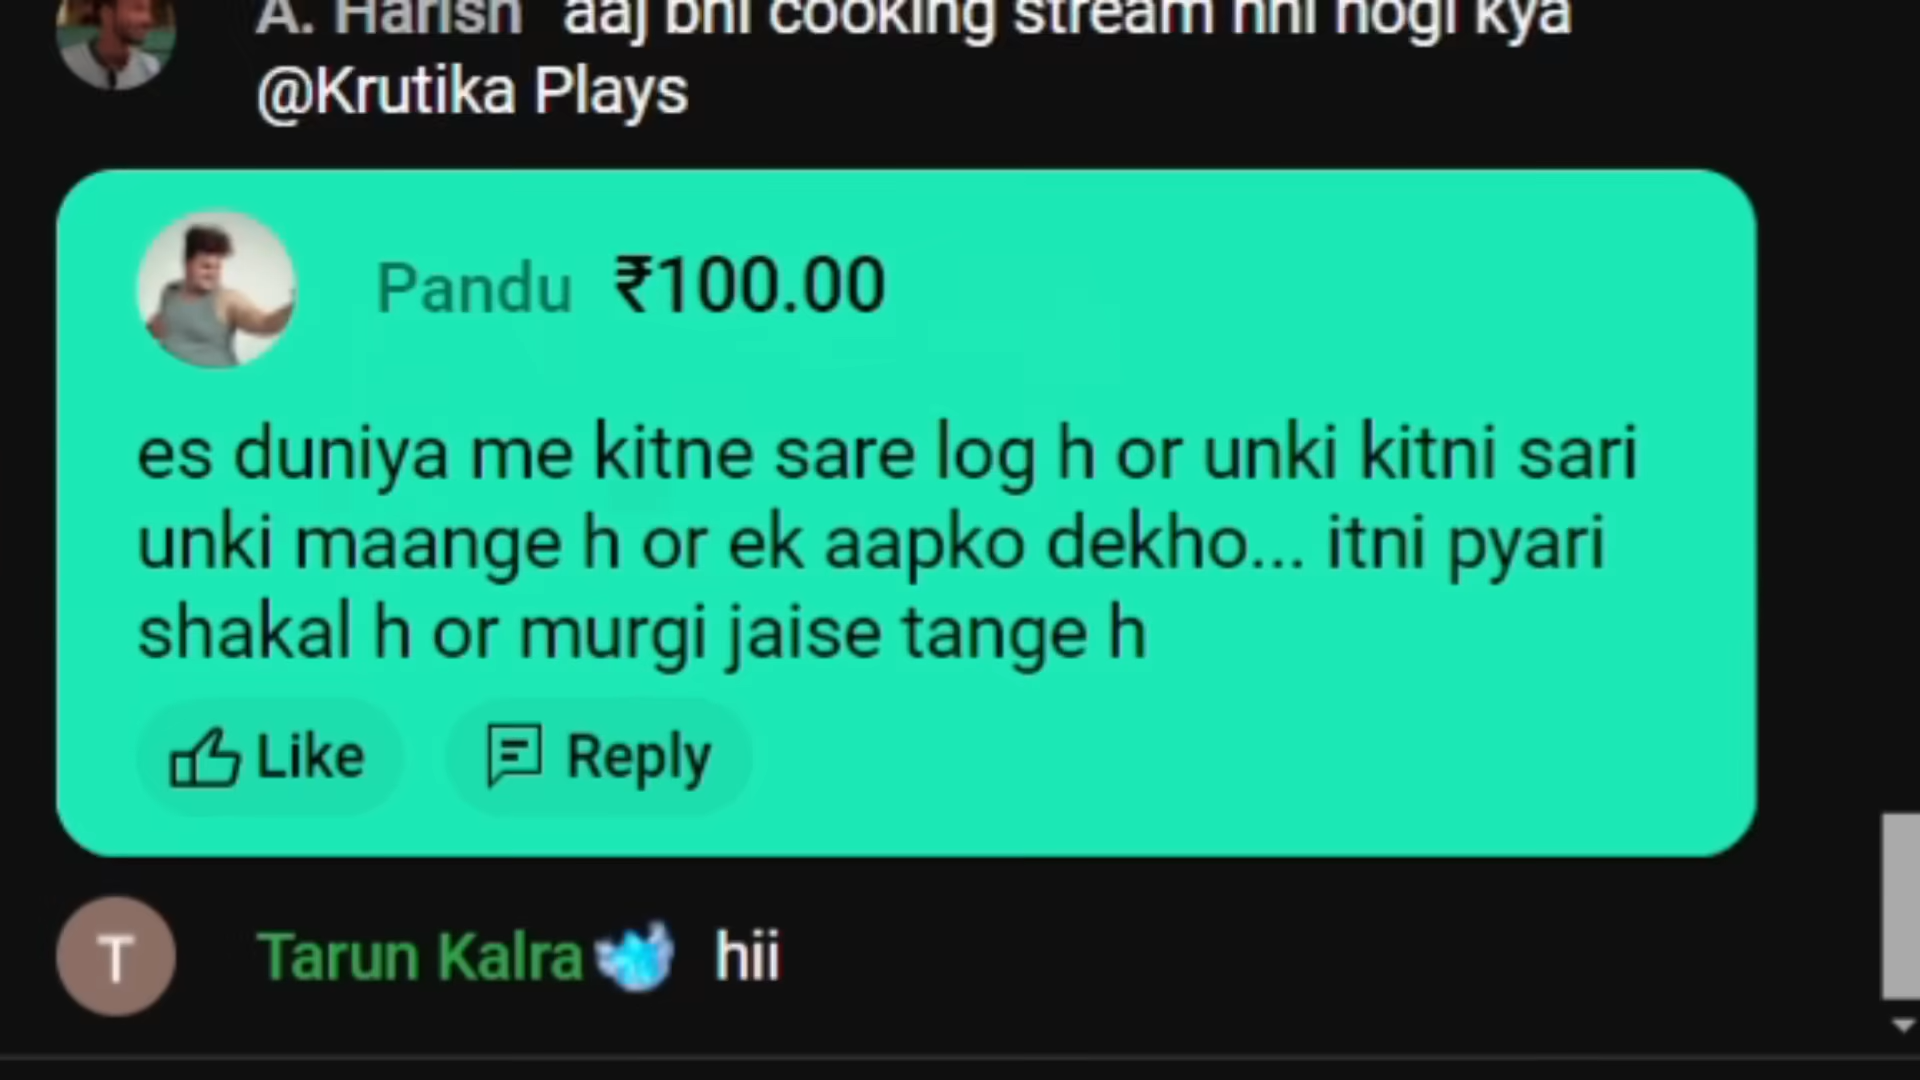 A. Harish aaj bhi cooking stream nhi hogi kya
@Krutika Plays
Pandu ₹100.00
es duniya me kitne sare log h or unki kitni sari
unki maange h or ek aapko dekho... itni pyari
shakal h or murgi jaise tange h
Like Reply
T Tarun Kalra hii